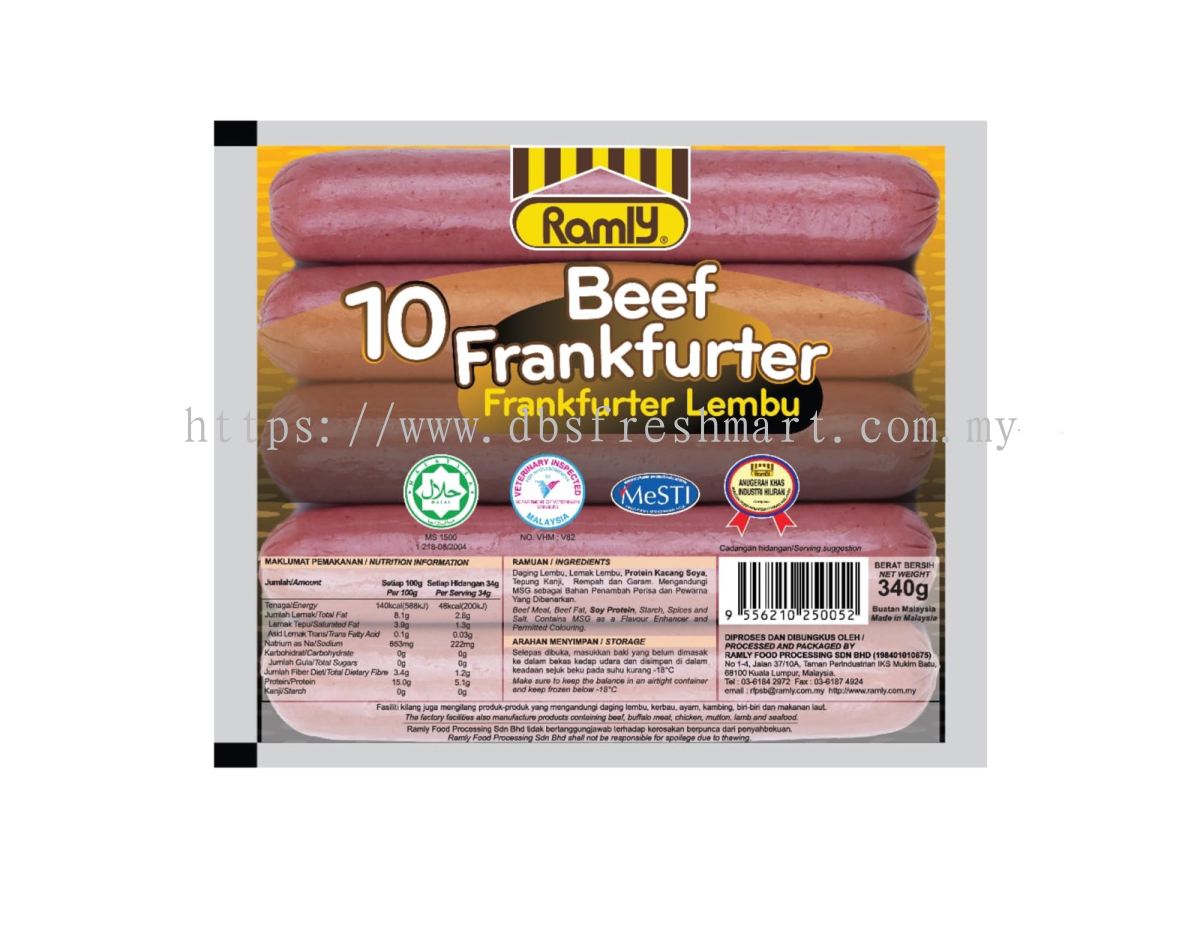 Ramly®
10 Beef
Frankfurter
Frankfurter Lembu
https://www.dbsfreshmart.com.my
MALAYSIA
حلال
HALAL
MS 1500
1 218-08/2004
VETERINARY INSPECTED
DEPARTMENT OF VETERINARY
SERVICES
MALAYSIA
NO. VHM : V82
MeSTI
Ramly
ANUGERAH KHAS
INDUSTRI HILIRAN
Cadangan hidangan/Serving suggestion
MAKLUMAT PEMAKANAN / NUTRITION INFORMATION
Jumlah/Amount Setiap 100g Setiap Hidangan 34g
Per 100g Per Serving 34g
Tenaga/Energy 140kcal(588kJ) 48kcal(200kJ)
Jumlah Lemak/Total Fat 8.1g 2.8g
Lemak Tepu/Saturated Fat 3.9g 1.3g
Asid Lemak Trans/Trans Fatty Acid 0.1g 0.03g
Natrium as Na/Sodium 653mg 222mg
Karbohidrat/Carbohydrate 0g 0g
Jumlah Gula/Total Sugars 0g 0g
Jumlah Fiber Diet/Total Dietary Fibre 3.4g 1.2g
Protein/Protein 15.0g 5.1g
Kanji/Starch 0g 0g
RAMUAN / INGREDIENTS
Daging Lembu, Lemak Lembu, Protein Kacang Soya,
Tepung Kanji, Rempah dan Garam. Mengandungi
MSG sebagai Bahan Penambah Perisa dan Pewarna
Yang Dibenarkan.
Beef Meat, Beef Fat, Soy Protein, Starch, Spices and
Salt. Contains MSG as a Flavour Enhancer and
Permitted Colouring.
ARAHAN MENYIMPAN / STORAGE
Selepas dibuka, masukkan baki yang belum dimasak
ke dalam bekas kedap udara dan disimpan di dalam
keadaan sejuk beku pada suhu kurang -18°C
Make sure to keep the balance in an airtight container
and keep frozen below -18°C
9 556210 250052
BERAT BERSIH
NET WEIGHT
340g
Buatan Malaysia
Made in Malaysia
DIPROSES DAN DIBUNGKUS OLEH /
PROCESSED AND PACKAGED BY
RAMLY FOOD PROCESSING SDN BHD (198401010675)
No 1-4, Jalan 37/10A, Taman Perindustrian IKS Mukim Batu,
68100 Kuala Lumpur, Malaysia.
Tel : 03-6184 2972 Fax : 03-6187 4924
email : rfpsb@ramly.com.my http://www.ramly.com.my
Fasiliti kilang juga mengilang produk-produk yang mengandungi daging lembu, kerbau, ayam, kambing, biri-biri dan makanan laut.
The factory facilities also manufacture products containing beef, buffalo meat, chicken, mutton, lamb and seafood.
Ramly Food Processing Sdn Bhd tidak bertanggungjawab terhadap kerosakan berpunca dari penyahbekuan.
Ramly Food Processing Sdn Bhd shall not be responsible for spoilage due to thawing.